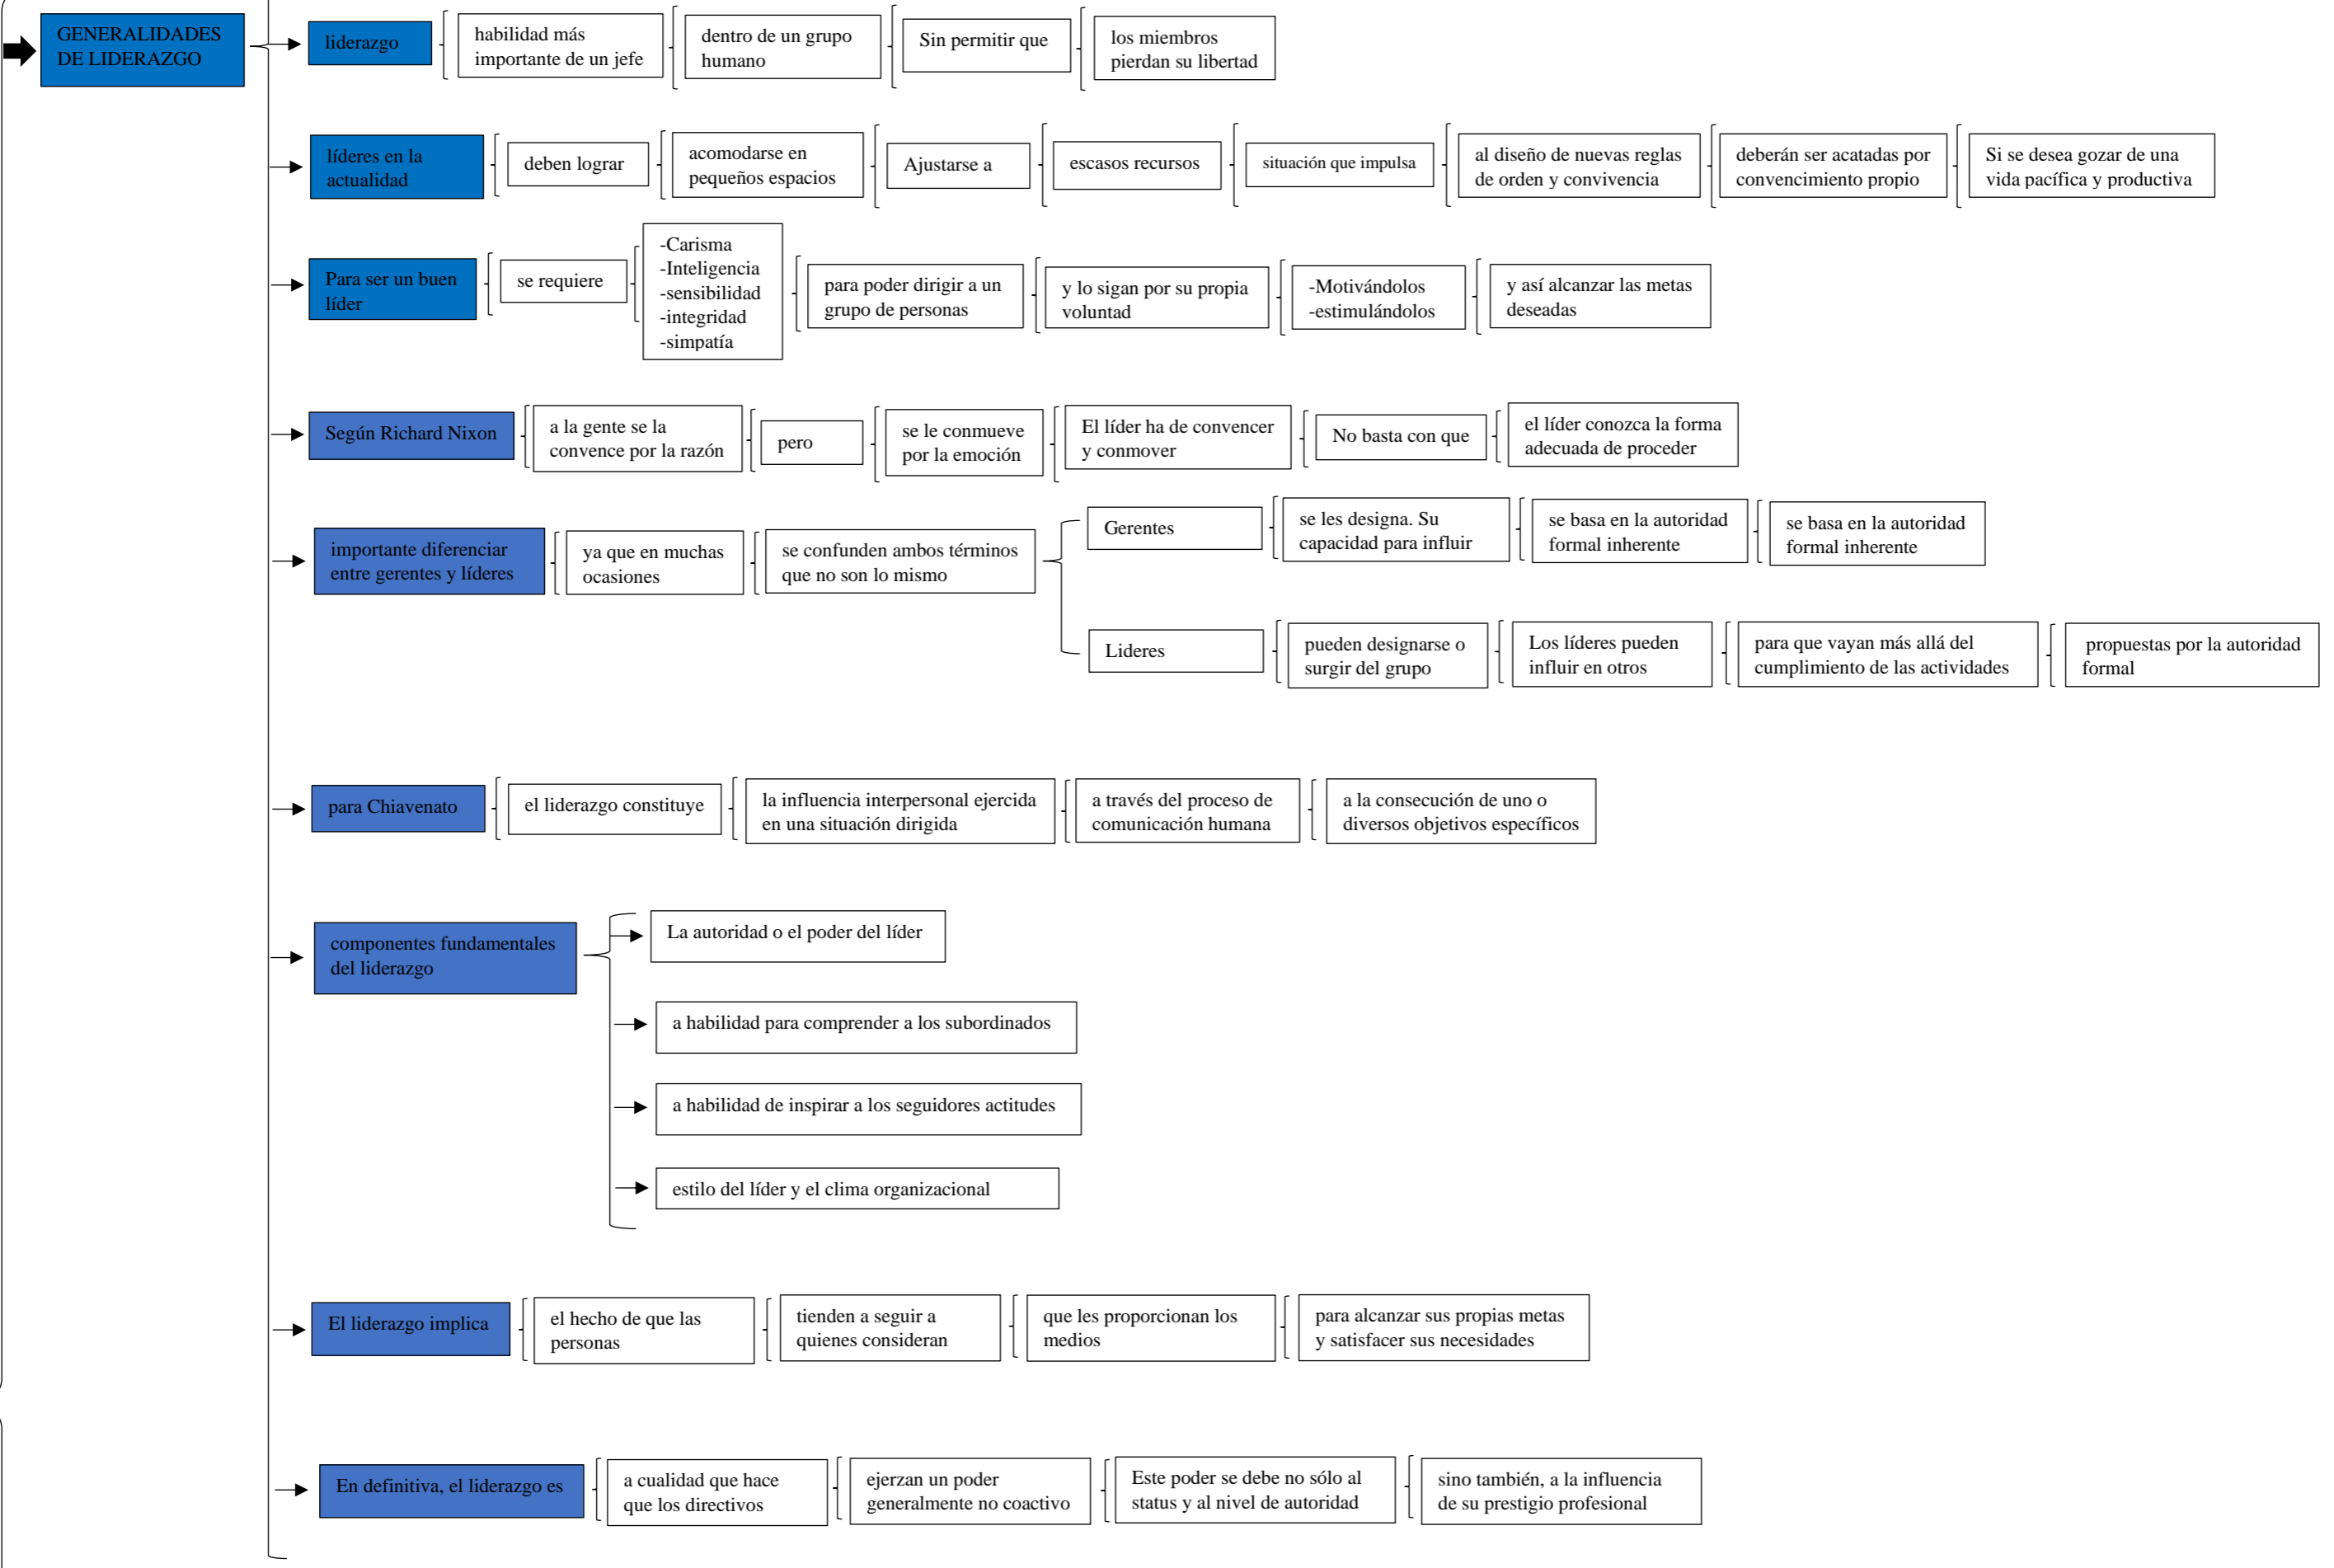 GENERALIDADES
DE LIDERAZGO
liderazgo
habilidad más
importante de un jefe
dentro de un grupo
humano
Sin permitir que
los miembros
pierdan su libertad
líderes en la
actualidad
deben lograr
acomodarse en
pequeños espacios
Ajustarse a
escasos recursos
situación que impulsa
al diseño de nuevas reglas
de orden y convivencia
deberán ser acatadas por
convencimiento propio
Si se desea gozar de una
vida pacífica y productiva
Para ser un buen
líder
se requiere
-Carisma
-Inteligencia
-sensibilidad
-integridad
-simpatía
para poder dirigir a un
grupo de personas
y lo sigan por su propia
voluntad
-Motivándolos
-estimulándolos
y así alcanzar las metas
deseadas
Según Richard Nixon
a la gente se la
convence por la razón
pero
se le conmueve
por la emoción
El líder ha de convencer
y conmover
No basta con que
el líder conozca la forma
adecuada de proceder
importante diferenciar
entre gerentes y líderes
ya que en muchas
ocasiones
se confunden ambos términos
que no son lo mismo
Gerentes
se les designa. Su
capacidad para influir
se basa en la autoridad
formal inherente
se basa en la autoridad
formal inherente
Lideres
pueden designarse o
surgir del grupo
Los líderes pueden
influir en otros
para que vayan más allá del
cumplimiento de las actividades
propuestas por la autoridad
formal
para Chiavenato
el liderazgo constituye
la influencia interpersonal ejercida
en una situación dirigida
a través del proceso de
comunicación humana
a la consecución de uno o
diversos objetivos específicos
componentes fundamentales
del liderazgo
La autoridad o el poder del líder
a habilidad para comprender a los subordinados
a habilidad de inspirar a los seguidores actitudes
estilo del líder y el clima organizacional
El liderazgo implica
el hecho de que las
personas
tienden a seguir a
quienes consideran
que les proporcionan los
medios
para alcanzar sus propias metas
y satisfacer sus necesidades
En definitiva, el liderazgo es
a cualidad que hace
que los directivos
ejerzan un poder
generalmente no coactivo
Este poder se debe no sólo al
status y al nivel de autoridad
sino también, a la influencia
de su prestigio profesional